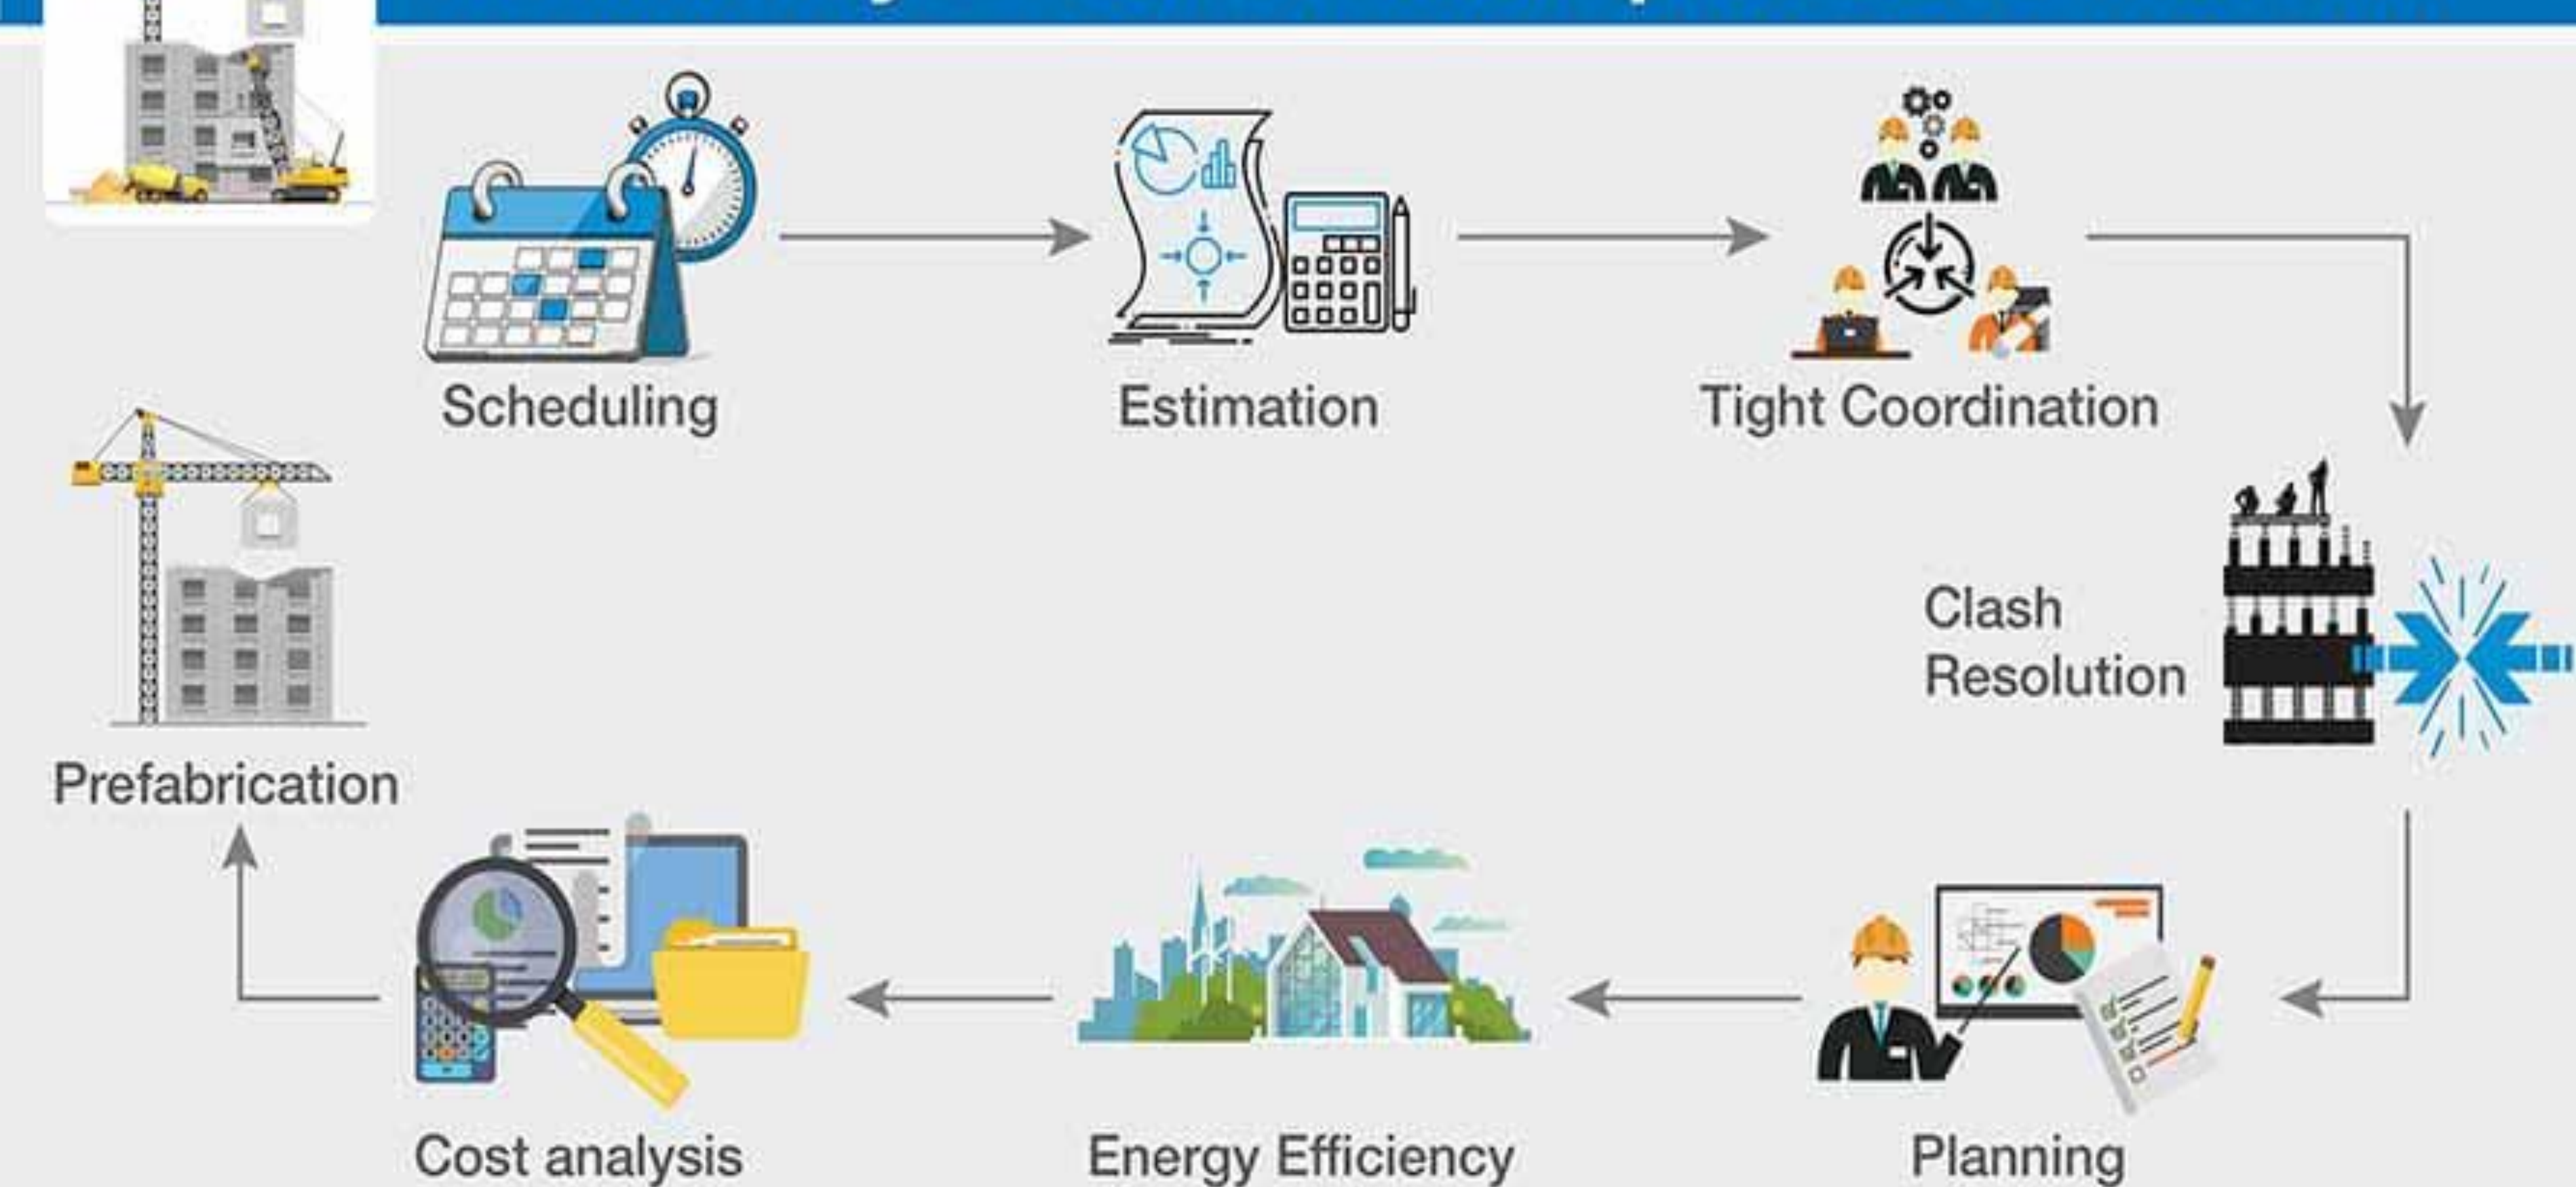 Scheduling
Estimation
Tight Coordination
Clash
Resolution
Planning
Energy Efficiency
Cost analysis
Prefabrication